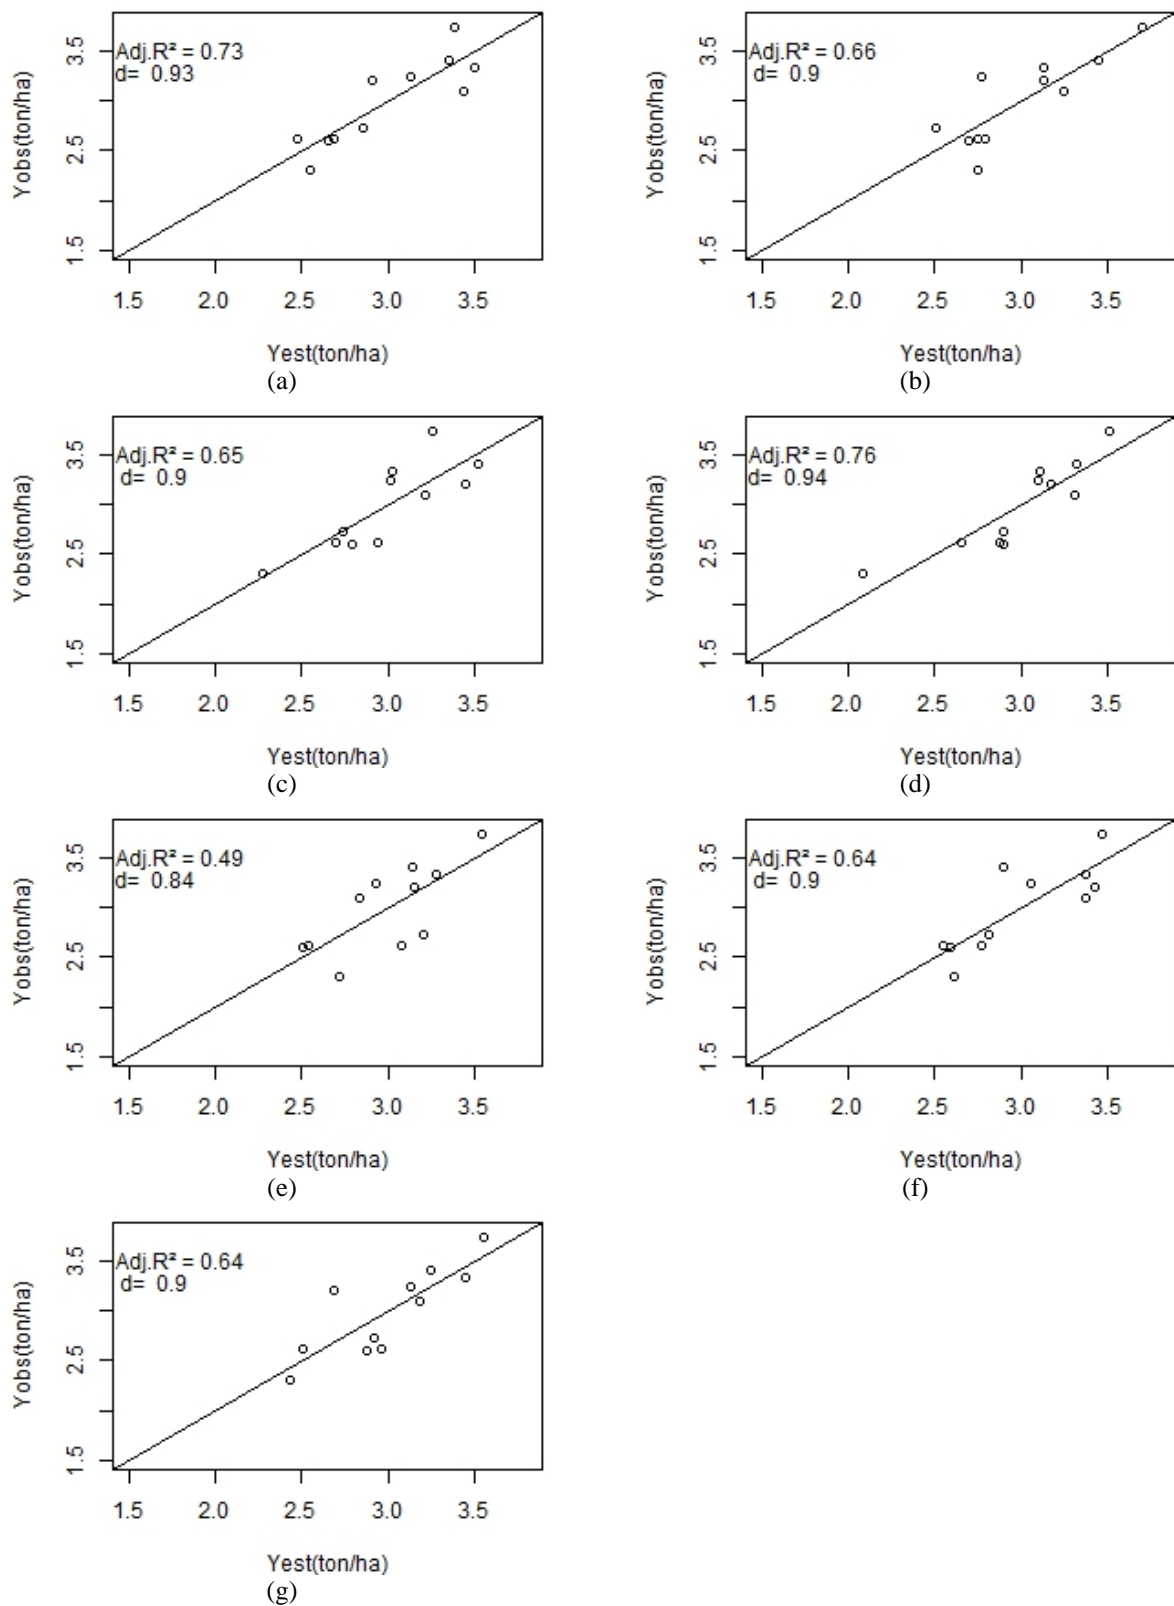 Adj.R² = 0.73
d= 0.93
Yobs(ton/ha)
1.5 2.5 3.5
1.5 2.0 2.5 3.0 3.5
Yest(ton/ha)
(a)
Adj.R² = 0.66
d= 0.9
Yobs(ton/ha)
1.5 2.5 3.5
1.5 2.0 2.5 3.0 3.5
Yest(ton/ha)
(b)
Adj.R² = 0.65
d= 0.9
Yobs(ton/ha)
1.5 2.5 3.5
1.5 2.0 2.5 3.0 3.5
Yest(ton/ha)
(c)
Adj.R² = 0.76
d= 0.94
Yobs(ton/ha)
1.5 2.5 3.5
1.5 2.0 2.5 3.0 3.5
Yest(ton/ha)
(d)
Adj.R² = 0.49
d= 0.84
Yobs(ton/ha)
1.5 2.5 3.5
1.5 2.0 2.5 3.0 3.5
Yest(ton/ha)
(e)
Adj.R² = 0.64
d= 0.9
Yobs(ton/ha)
1.5 2.5 3.5
1.5 2.0 2.5 3.0 3.5
Yest(ton/ha)
(f)
Adj.R² = 0.64
d= 0.9
Yobs(ton/ha)
1.5 2.5 3.5
1.5 2.0 2.5 3.0 3.5
Yest(ton/ha)
(g)